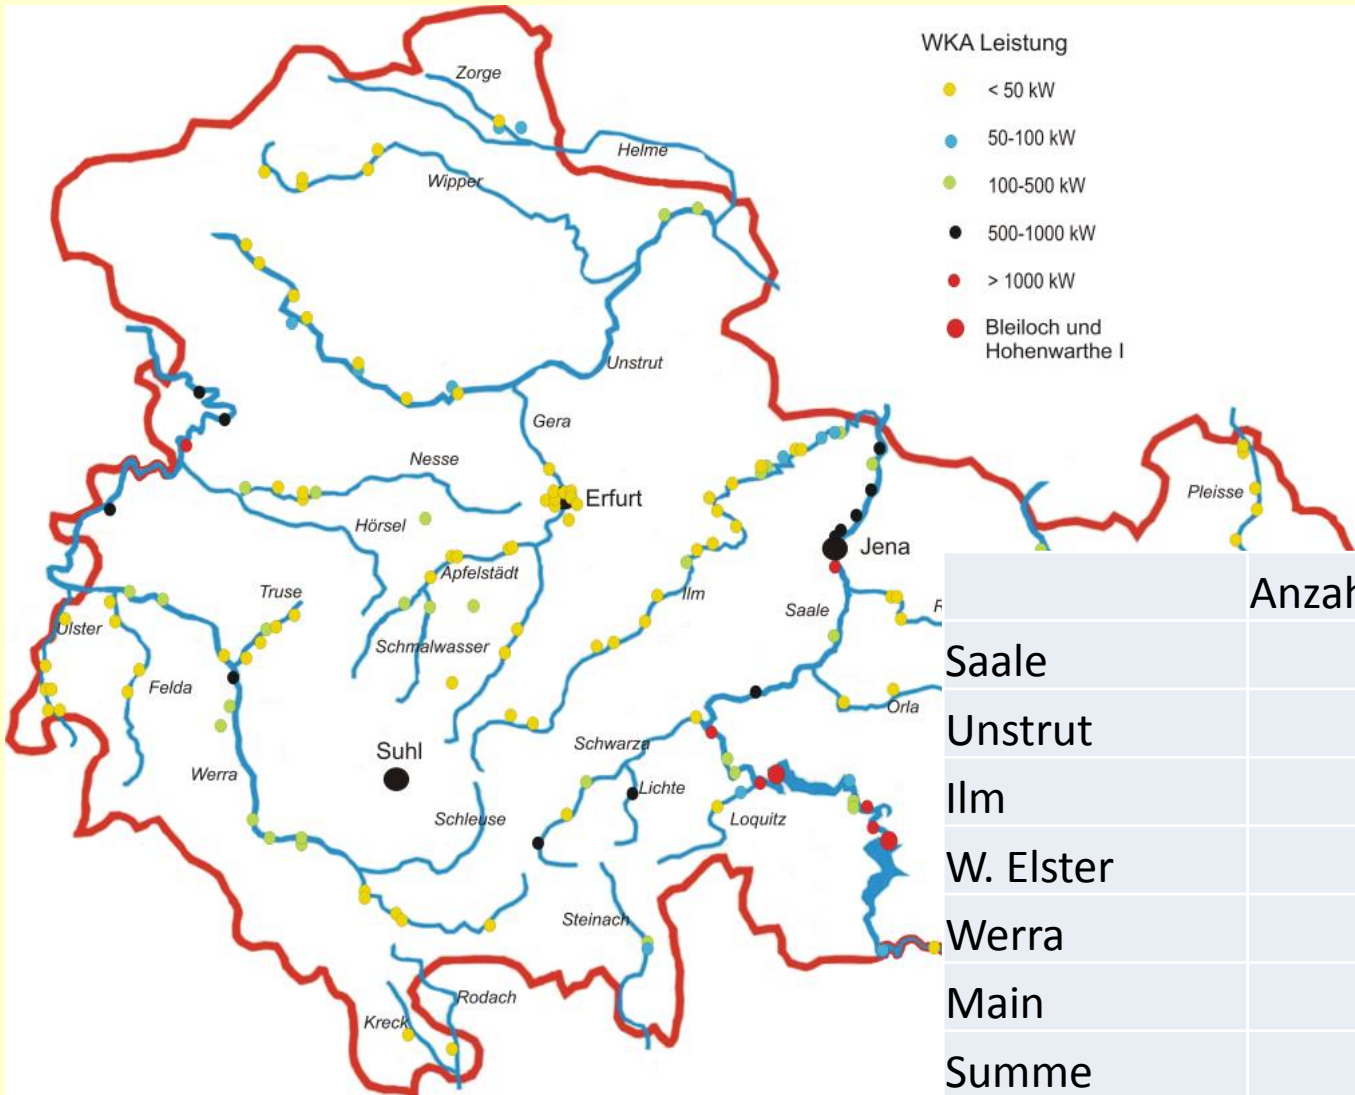 WKA Leistung
< 50 kW
50-100 kW
100-500 kW
500-1000 kW
> 1000 kW
Bleiloch und
Hohenwarthe I
Zorge
Helme
Wipper
Unstrut
Gera
Nesse
Erfurt
Pleisse
Hörsel
Jena
Apfelstädt
Truse
Ilm
Saale
R
Ulster
Schmalwasser
Felda
Orla
Suhl
Schwarza
Werra
Lichte
Schleuse
Loquitz
Steinach
Rodach
Kreck
Anzah
Saale
Unstrut
Ilm
W. Elster
Werra
Main
Summe